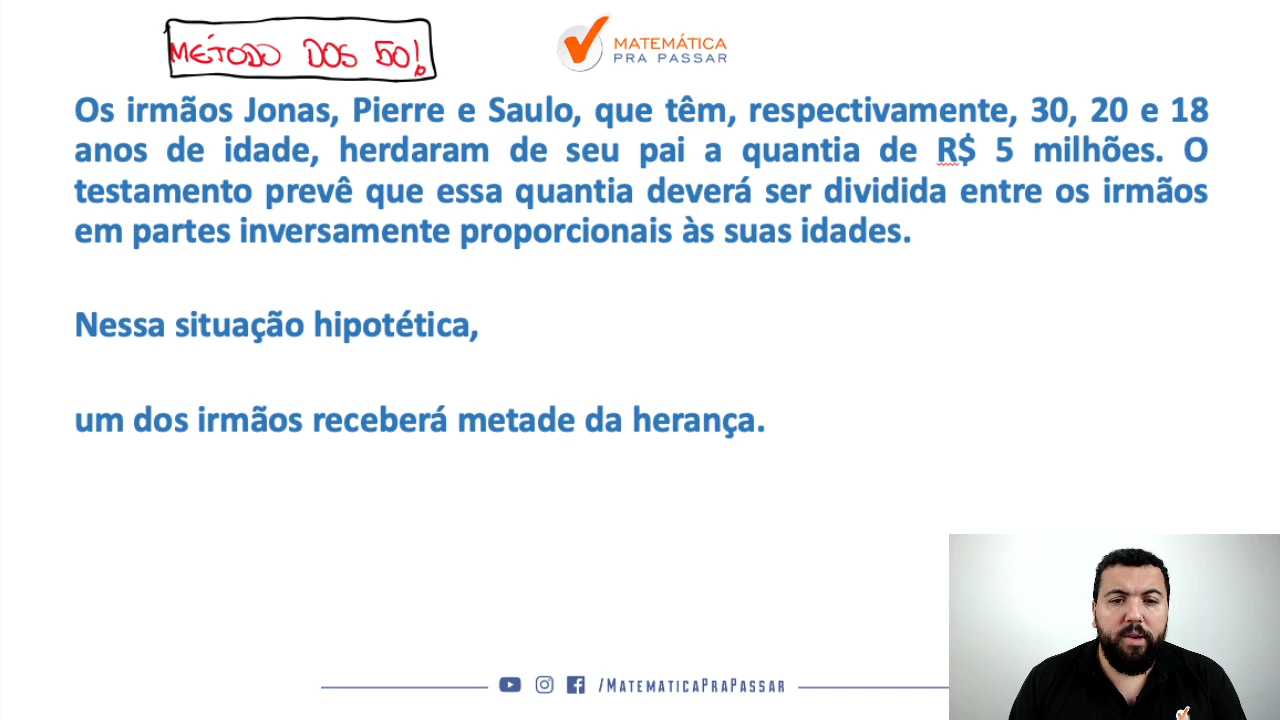 MÉTODO DOS 50!
MATEMÁTICA
PRA PASSAR
Os irmãos Jonas, Pierre e Saulo, que têm, respectivamente, 30, 20 e 18
anos de idade, herdaram de seu pai a quantia de R$ 5 milhões. O
testamento prevê que essa quantia deverá ser dividida entre os irmãos
em partes inversamente proporcionais às suas idades.
Nessa situação hipotética,
um dos irmãos receberá metade da herança.
/MATEMATICAPRAPASSAR